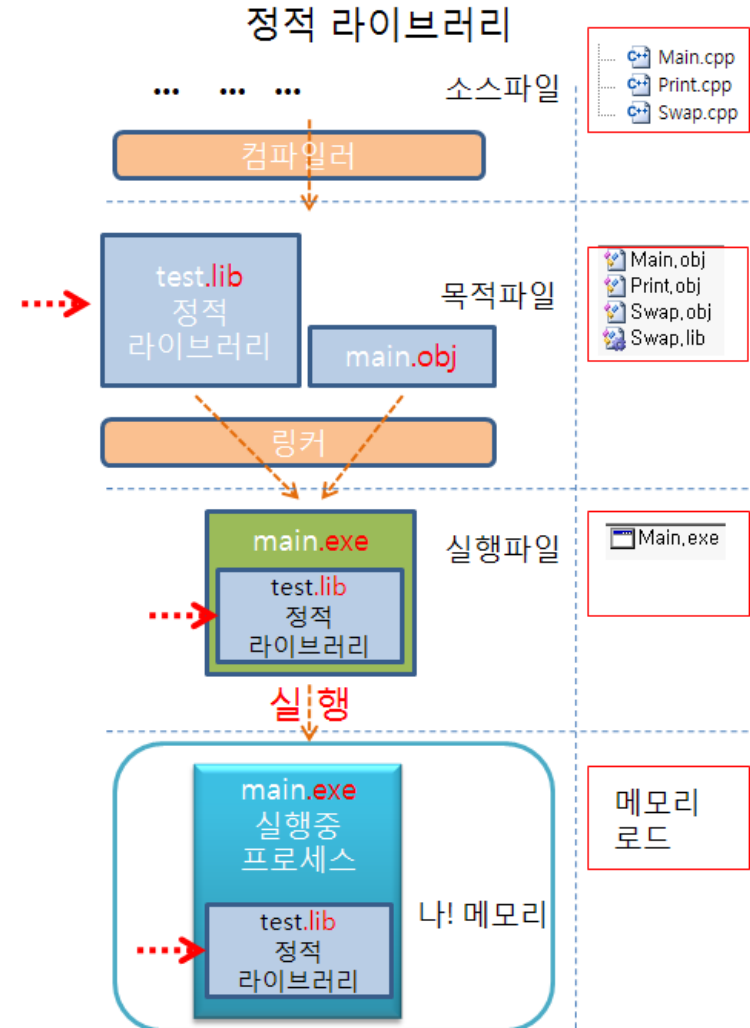 정적 라이브러리
... ... ...
소스파일
Main.cpp
Print.cpp
Swap.cpp
컴파일러
test.lib
정적
라이브러리
main.obj
목적파일
Main,obj
Print,obj
Swap,obj
Swap,lib
링커
main.exe
test.lib
정적
라이브러리
실행파일
Main,exe
실행
main.exe
실행중
프로세스
test.lib
정적
라이브러리
나! 메모리
메모리
로드